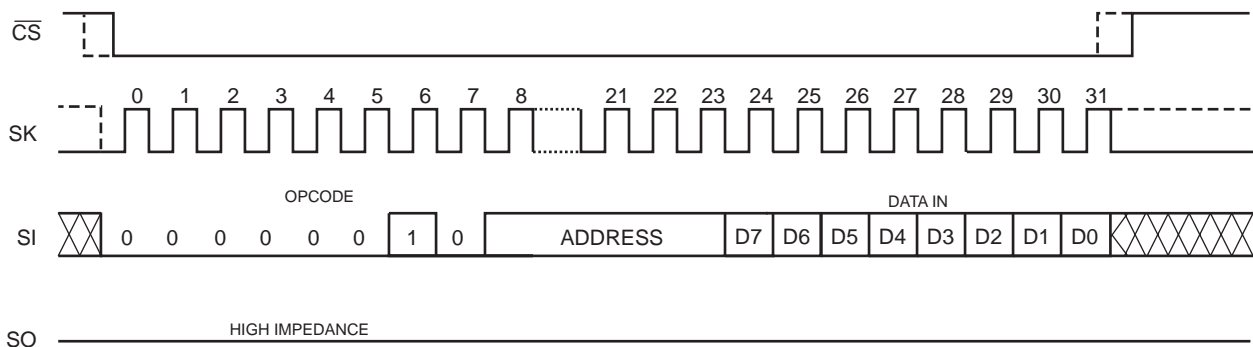 CS
0 1 2 3 4 5 6 7 8 21 22 23 24 25 26 27 28 29 30 31
SK
OPCODE DATA IN
SI 0 0 0 0 0 0 1 0 ADDRESS D7 D6 D5 D4 D3 D2 D1 D0
HIGH IMPEDANCE
SO